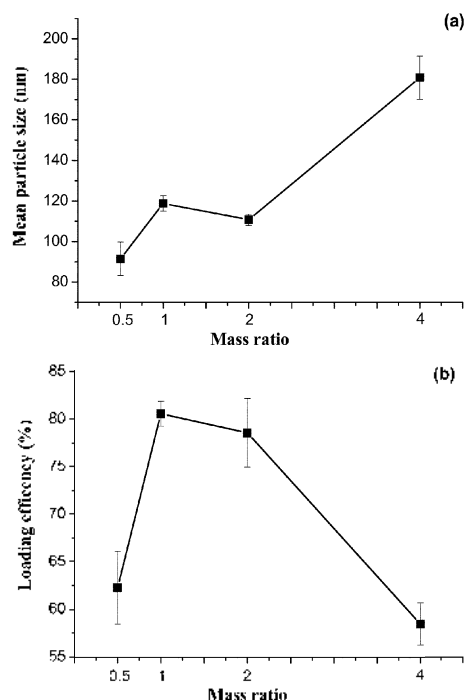 (a)
Mean particle size (nm)
200
180
160
140
120
100
80
0.5 1 2 4
Mass ratio
(b)
Loading efficency (%)
85
80
75
70
65
60
55
0.5 1 2 4
Mass ratio